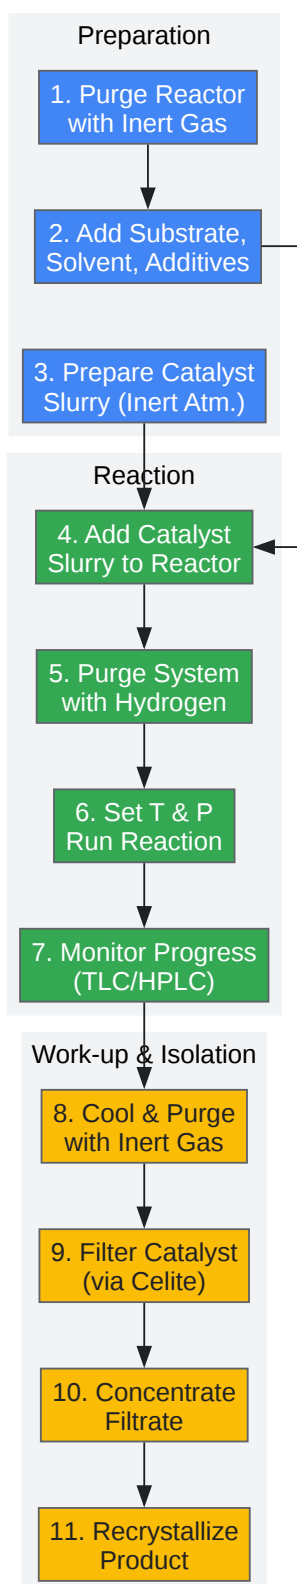 Preparation
1. Purge Reactor
with Inert Gas
2. Add Substrate,
Solvent, Additives
3. Prepare Catalyst
Slurry (Inert Atm.)
Reaction
4. Add Catalyst
Slurry to Reactor
5. Purge System
with Hydrogen
6. Set T & P
Run Reaction
7. Monitor Progress
(TLC/HPLC)
Work-up & Isolation
8. Cool & Purge
with Inert Gas
9. Filter Catalyst
(via Celite)
10. Concentrate
Filtrate
11. Recrystallize
Product